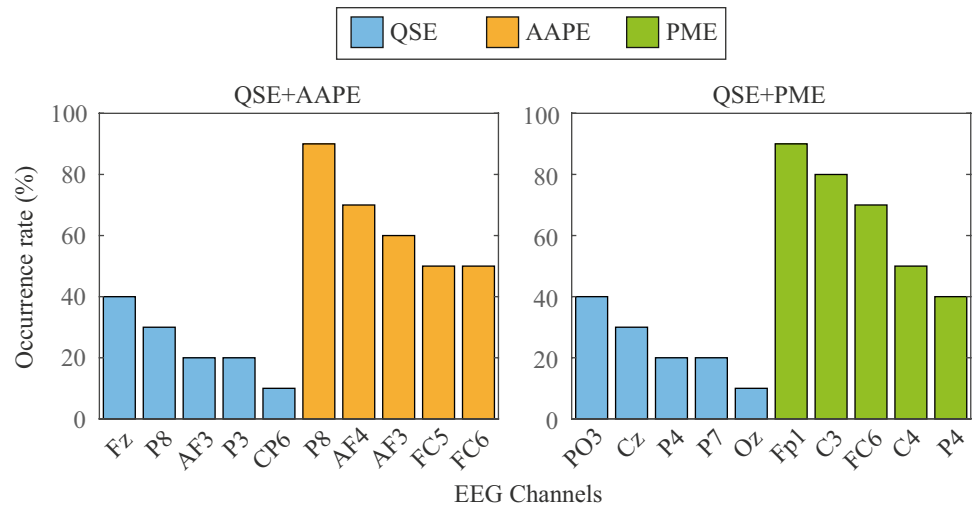 QSE AAPE PME
QSE+AAPE
QSE+PME
Occurrence rate (%)
100
80
60
40
20
0
Fz P8 AF3 P3 CP6 P8 AF4 AF3 FC5 FC6
100
80
60
40
20
0
PO3 Cz P4 P7 Oz Fp1 C3 FC6 C4 P4
EEG Channels